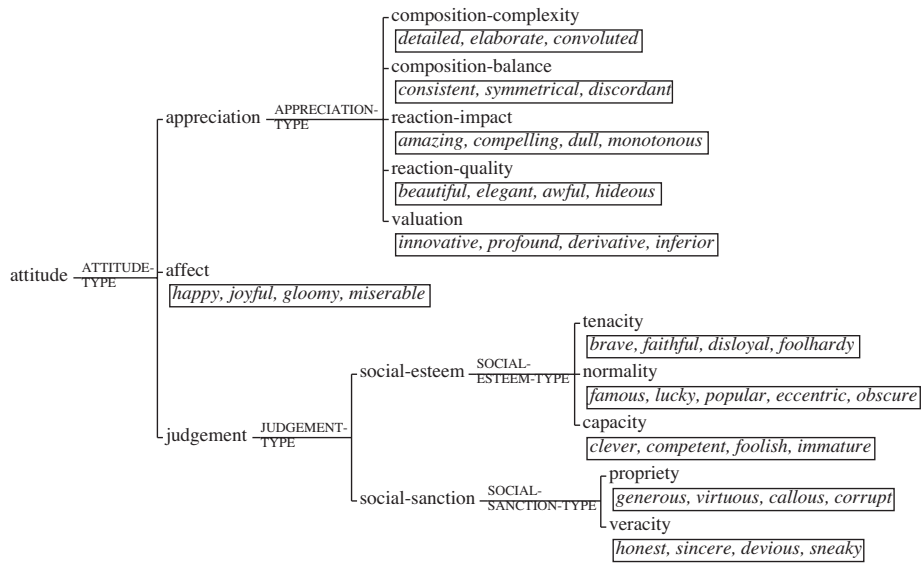 composition-complexity
detailed, elaborate, convoluted
composition-balance
consistent, symmetrical, discordant
appreciation APPRECIATION-
TYPE
reaction-impact
amazing, compelling, dull, monotonous
reaction-quality
beautiful, elegant, awful, hideous
valuation
innovative, profound, derivative, inferior
attitude ATTITUDE-
TYPE
affect
happy, joyful, gloomy, miserable
tenacity
brave, faithful, disloyal, foolhardy
social-esteem SOCIAL-
ESTEEM-TYPE
normality
famous, lucky, popular, eccentric, obscure
capacity
clever, competent, foolish, immature
judgement JUDGEMENT-
TYPE
propriety
generous, virtuous, callous, corrupt
social-sanction SOCIAL-
SANCTION-TYPE
veracity
honest, sincere, devious, sneaky